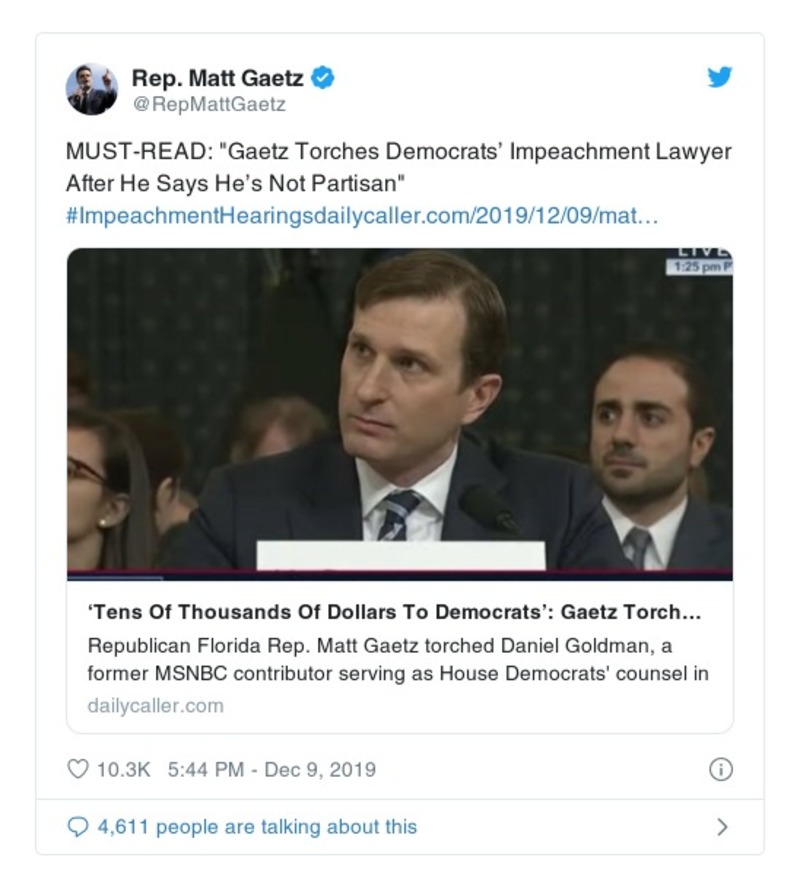 Rep. Matt Gaetz
@RepMattGaetz
MUST-READ: "Gaetz Torches Democrats’ Impeachment Lawyer
After He Says He’s Not Partisan"
#ImpeachmentHearingsdailycaller.com/2019/12/09/mat…
LIVE
1:25 pm P
‘Tens Of Thousands Of Dollars To Democrats’: Gaetz Torch…
Republican Florida Rep. Matt Gaetz torched Daniel Goldman, a
former MSNBC contributor serving as House Democrats' counsel in
dailycaller.com
10.3K 5:44 PM - Dec 9, 2019
4,611 people are talking about this